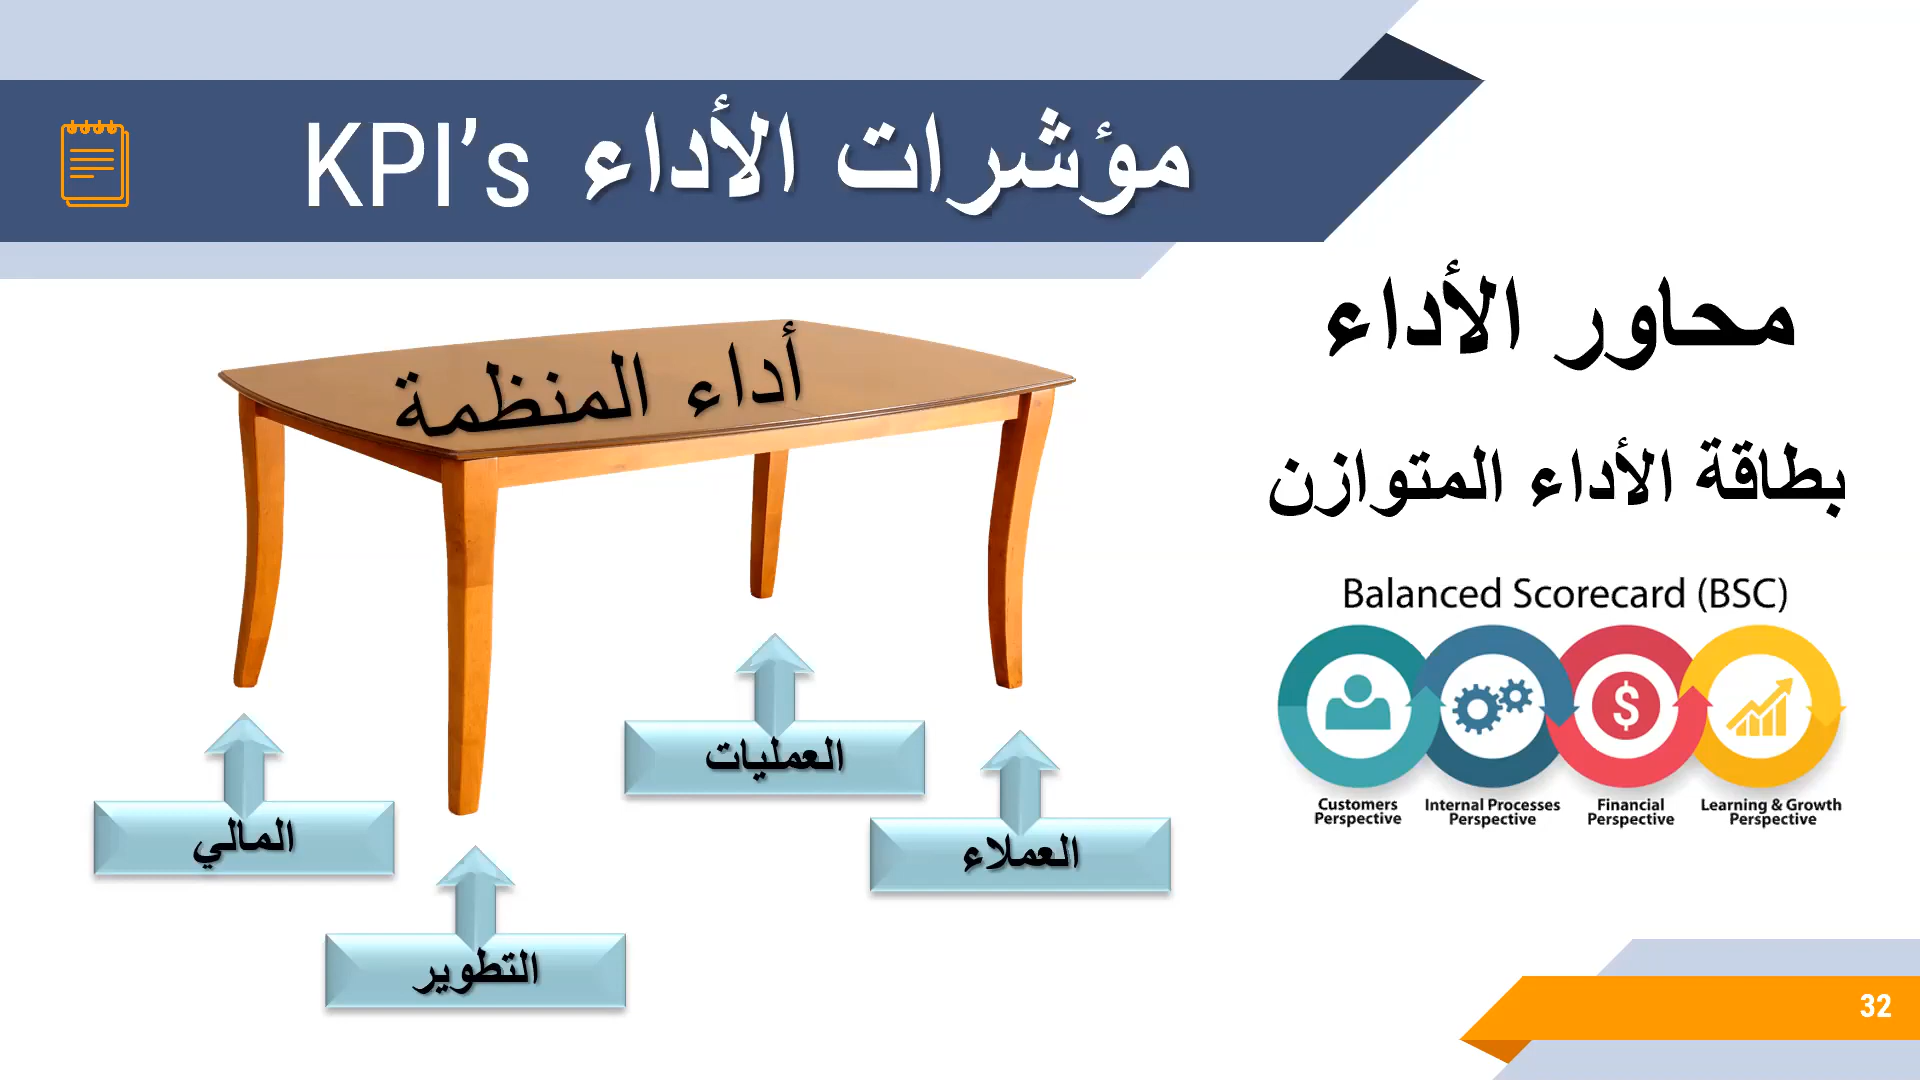 مؤشرات الأداء KPI’s
محاور الأداء
بطاقة الأداء المتوازن
أداء المنظمة
العمليات
المالي
العملاء
التطوير
Balanced Scorecard (BSC)
$
Customers Perspective
Internal Processes Perspective
Financial Perspective
Learning & Growth Perspective
32